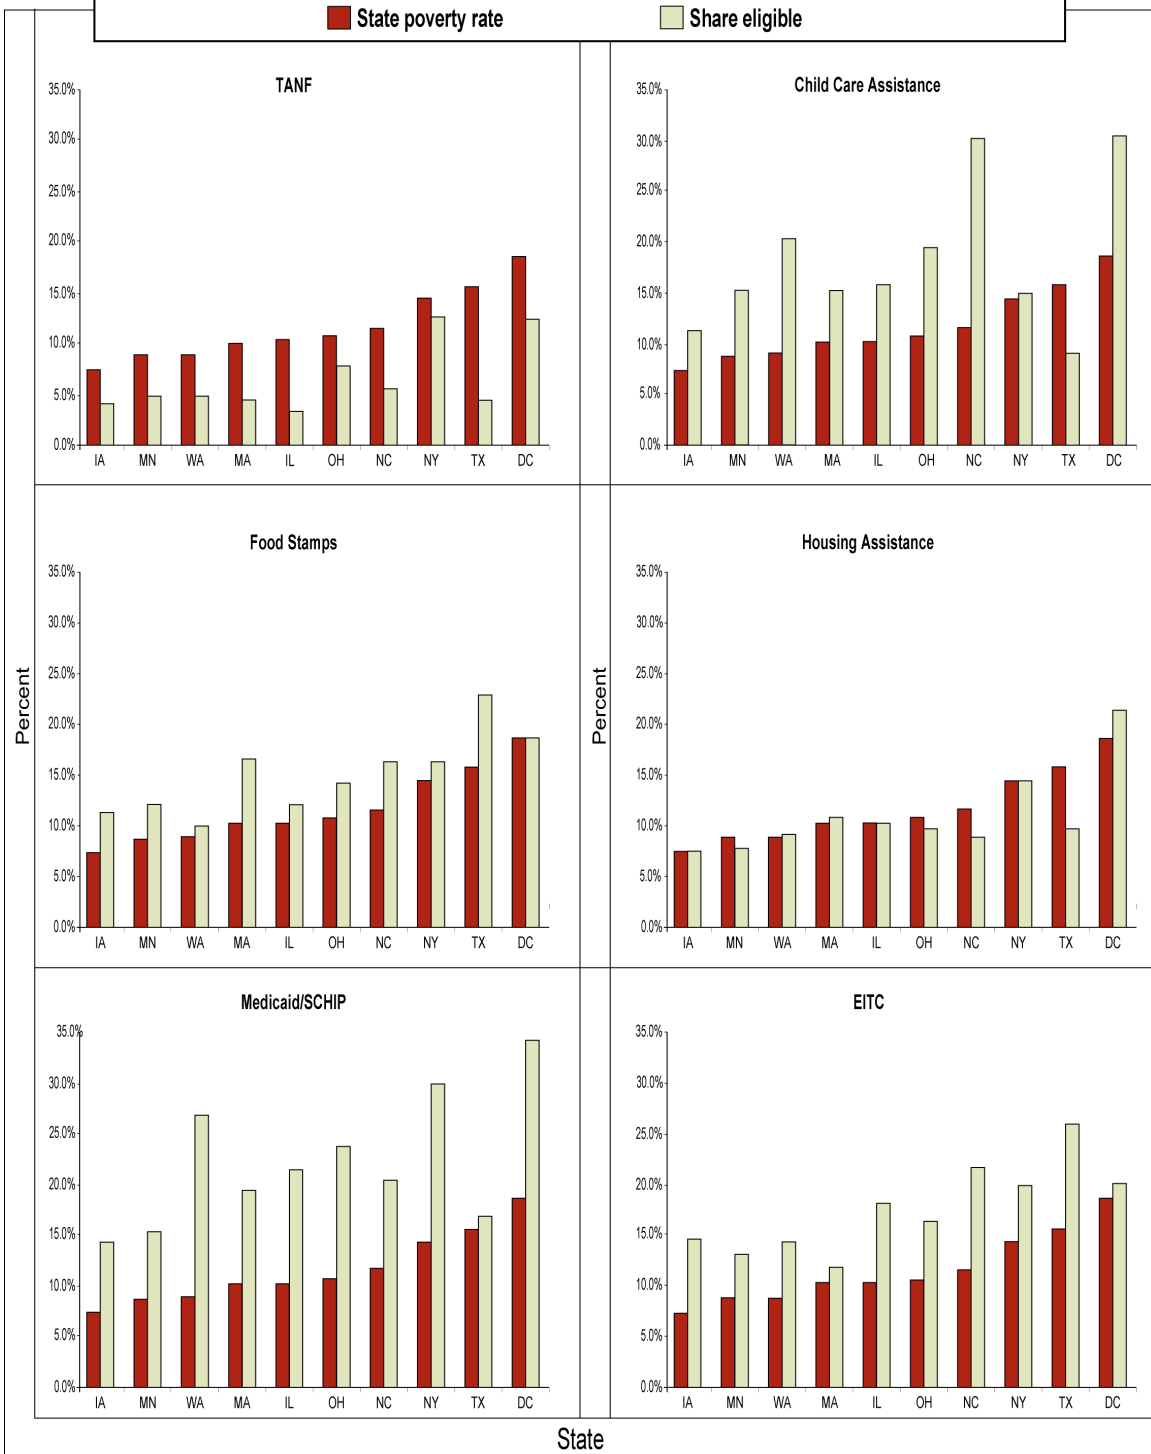 State poverty rate
Share eligible
TANF
35.0%
30.0%
25.0%
20.0%
15.0%
10.0%
5.0%
0.0%
IA MN WA MA IL OH NC NY TX DC
Child Care Assistance
35.0%
30.0%
25.0%
20.0%
15.0%
10.0%
5.0%
0.0%
IA MN WA MA IL OH NC NY TX DC
Percent
Food Stamps
35.0%
30.0%
25.0%
20.0%
15.0%
10.0%
5.0%
0.0%
IA MN WA MA IL OH NC NY TX DC
Percent
Housing Assistance
35.0%
30.0%
25.0%
20.0%
15.0%
10.0%
5.0%
0.0%
IA MN WA MA IL OH NC NY TX DC
Medicaid/SCHIP
35.0%
30.0%
25.0%
20.0%
15.0%
10.0%
5.0%
0.0%
IA MN WA MA IL OH NC NY TX DC
EITC
35.0%
30.0%
25.0%
20.0%
15.0%
10.0%
5.0%
0.0%
IA MN WA MA IL OH NC NY TX DC
State